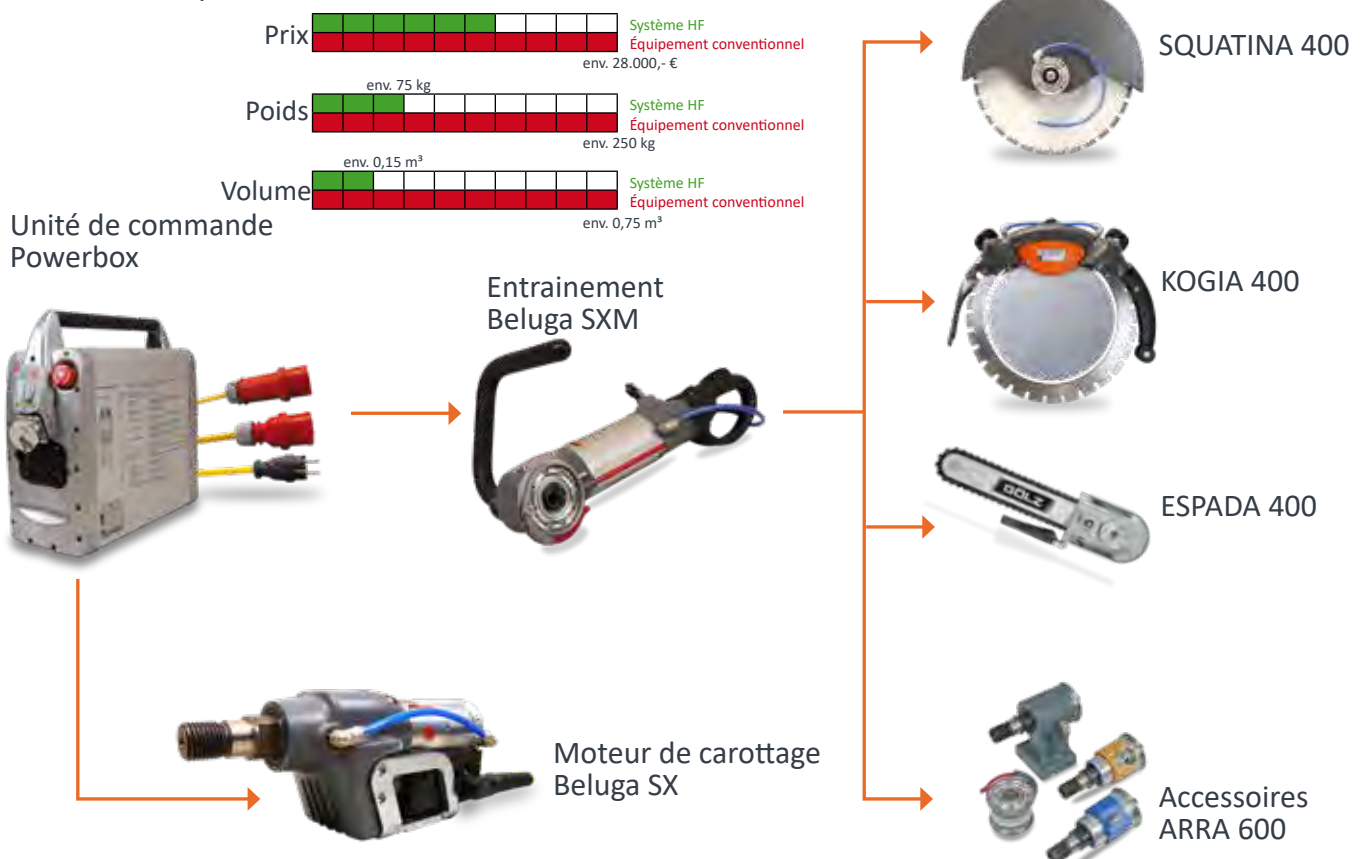 Prix
Système HF
Équipement conventionnel
env. 28.000,- €
env. 75 kg
Poids
Système HF
Équipement conventionnel
env. 250 kg
env. 0,15 m³
Volume
Système HF
Équipement conventionnel
env. 0,75 m³
Unité de commande
Powerbox
Entrainement
Beluga SXM
Moteur de carottage
Beluga SX
SQUATINA 400
KOGIA 400
GÖLZ
ESPADA 400
Accessoires
ARRA 600